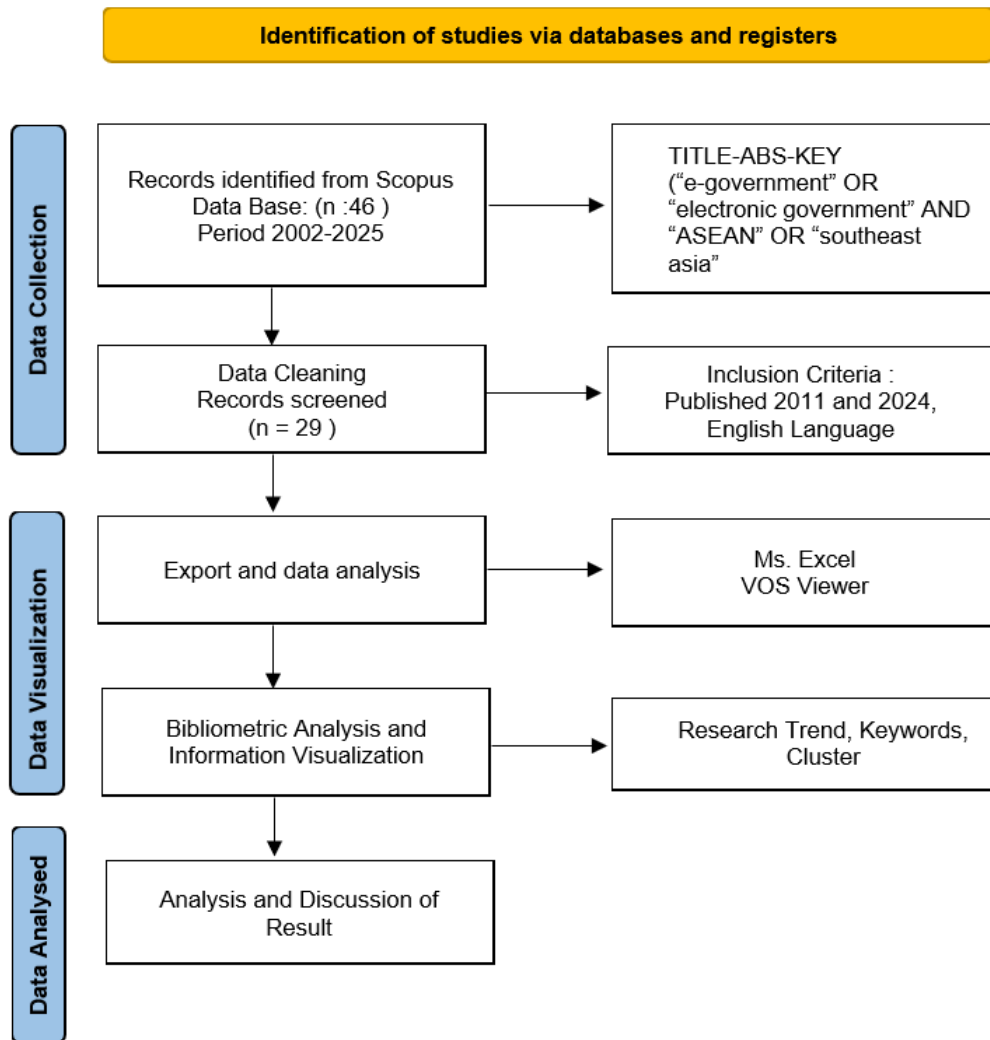 Identification of studies via databases and registers
Data Collection
Records identified from Scopus
Data Base: (n :46 )
Period 2002-2025
TITLE-ABS-KEY
(“e-government” OR
“electronic government” AND
“ASEAN” OR “southeast
asia”
Data Cleaning
Records screened
(n = 29 )
Inclusion Criteria :
Published 2011 and 2024,
English Language
Data Visualization
Export and data analysis
Ms. Excel
VOS Viewer
Bibliometric Analysis and
Information Visualization
Research Trend, Keywords,
Cluster
Data Analysed
Analysis and Discussion of
Result